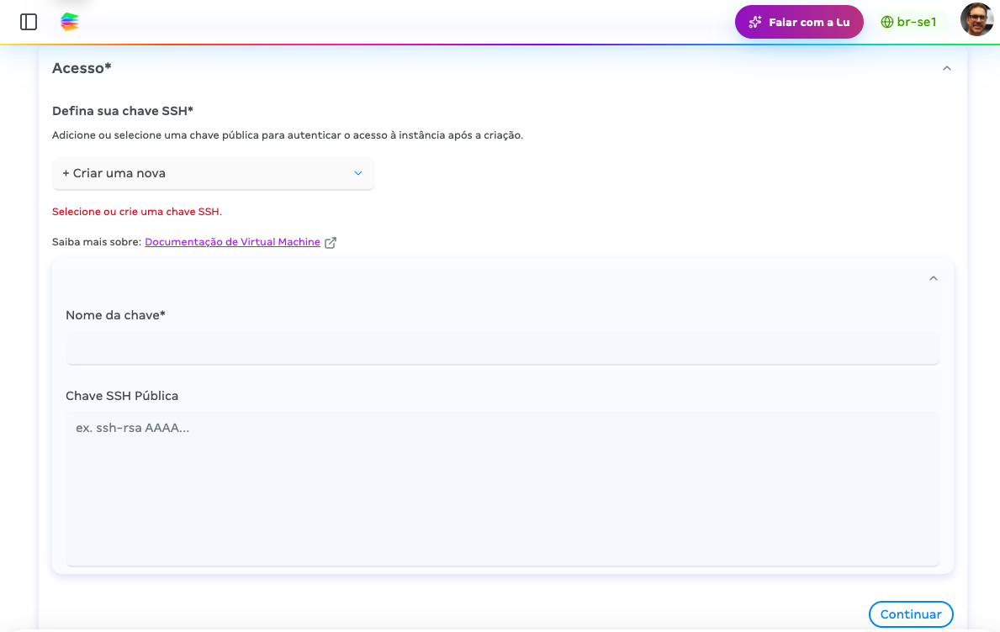 Falar com a Lu
br-se1
Acesso*
Defina sua chave SSH*
Adicione ou selecione uma chave pública para autenticar o acesso à instância após a criação.
+ Criar uma nova
Selecione ou crie uma chave SSH.
Saiba mais sobre: Documentação de Virtual Machine
Nome da chave*
Chave SSH Pública
ex. ssh-rsa AAAA...
Continuar